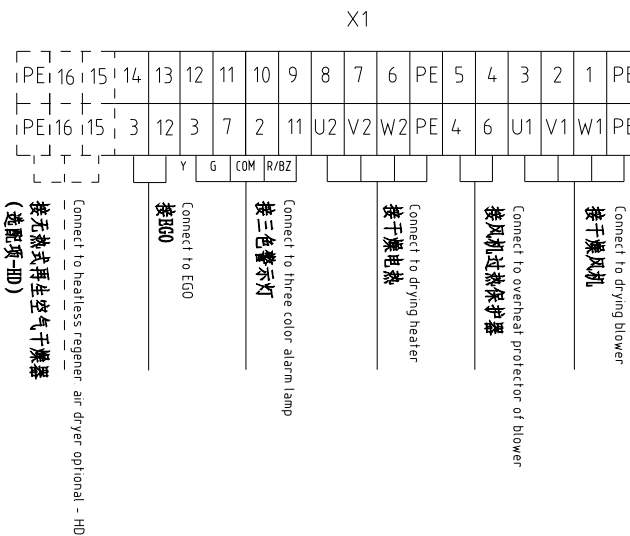 X1
PE 16 15 14 13 12 11 10 9 8 7 6 PE 5 4 3 2 1 PE
PE 16 15 3 12 3 7 2 11 U2 V2 W2 PE 4 6 U1 V1 W1 PE
Y G COM R/BZ
Connect to drying blower
接干燥风机
Connect to overheat protector of blower
接风机过热保护器
Connect to drying heater
接干燥电热
Connect to three color alarm lamp
接三色警示灯
Connect to EGO
接EGO
Connect to heatless regener. air dryer optional - HD
接无热式再生空气干燥器
(选配项-HD)